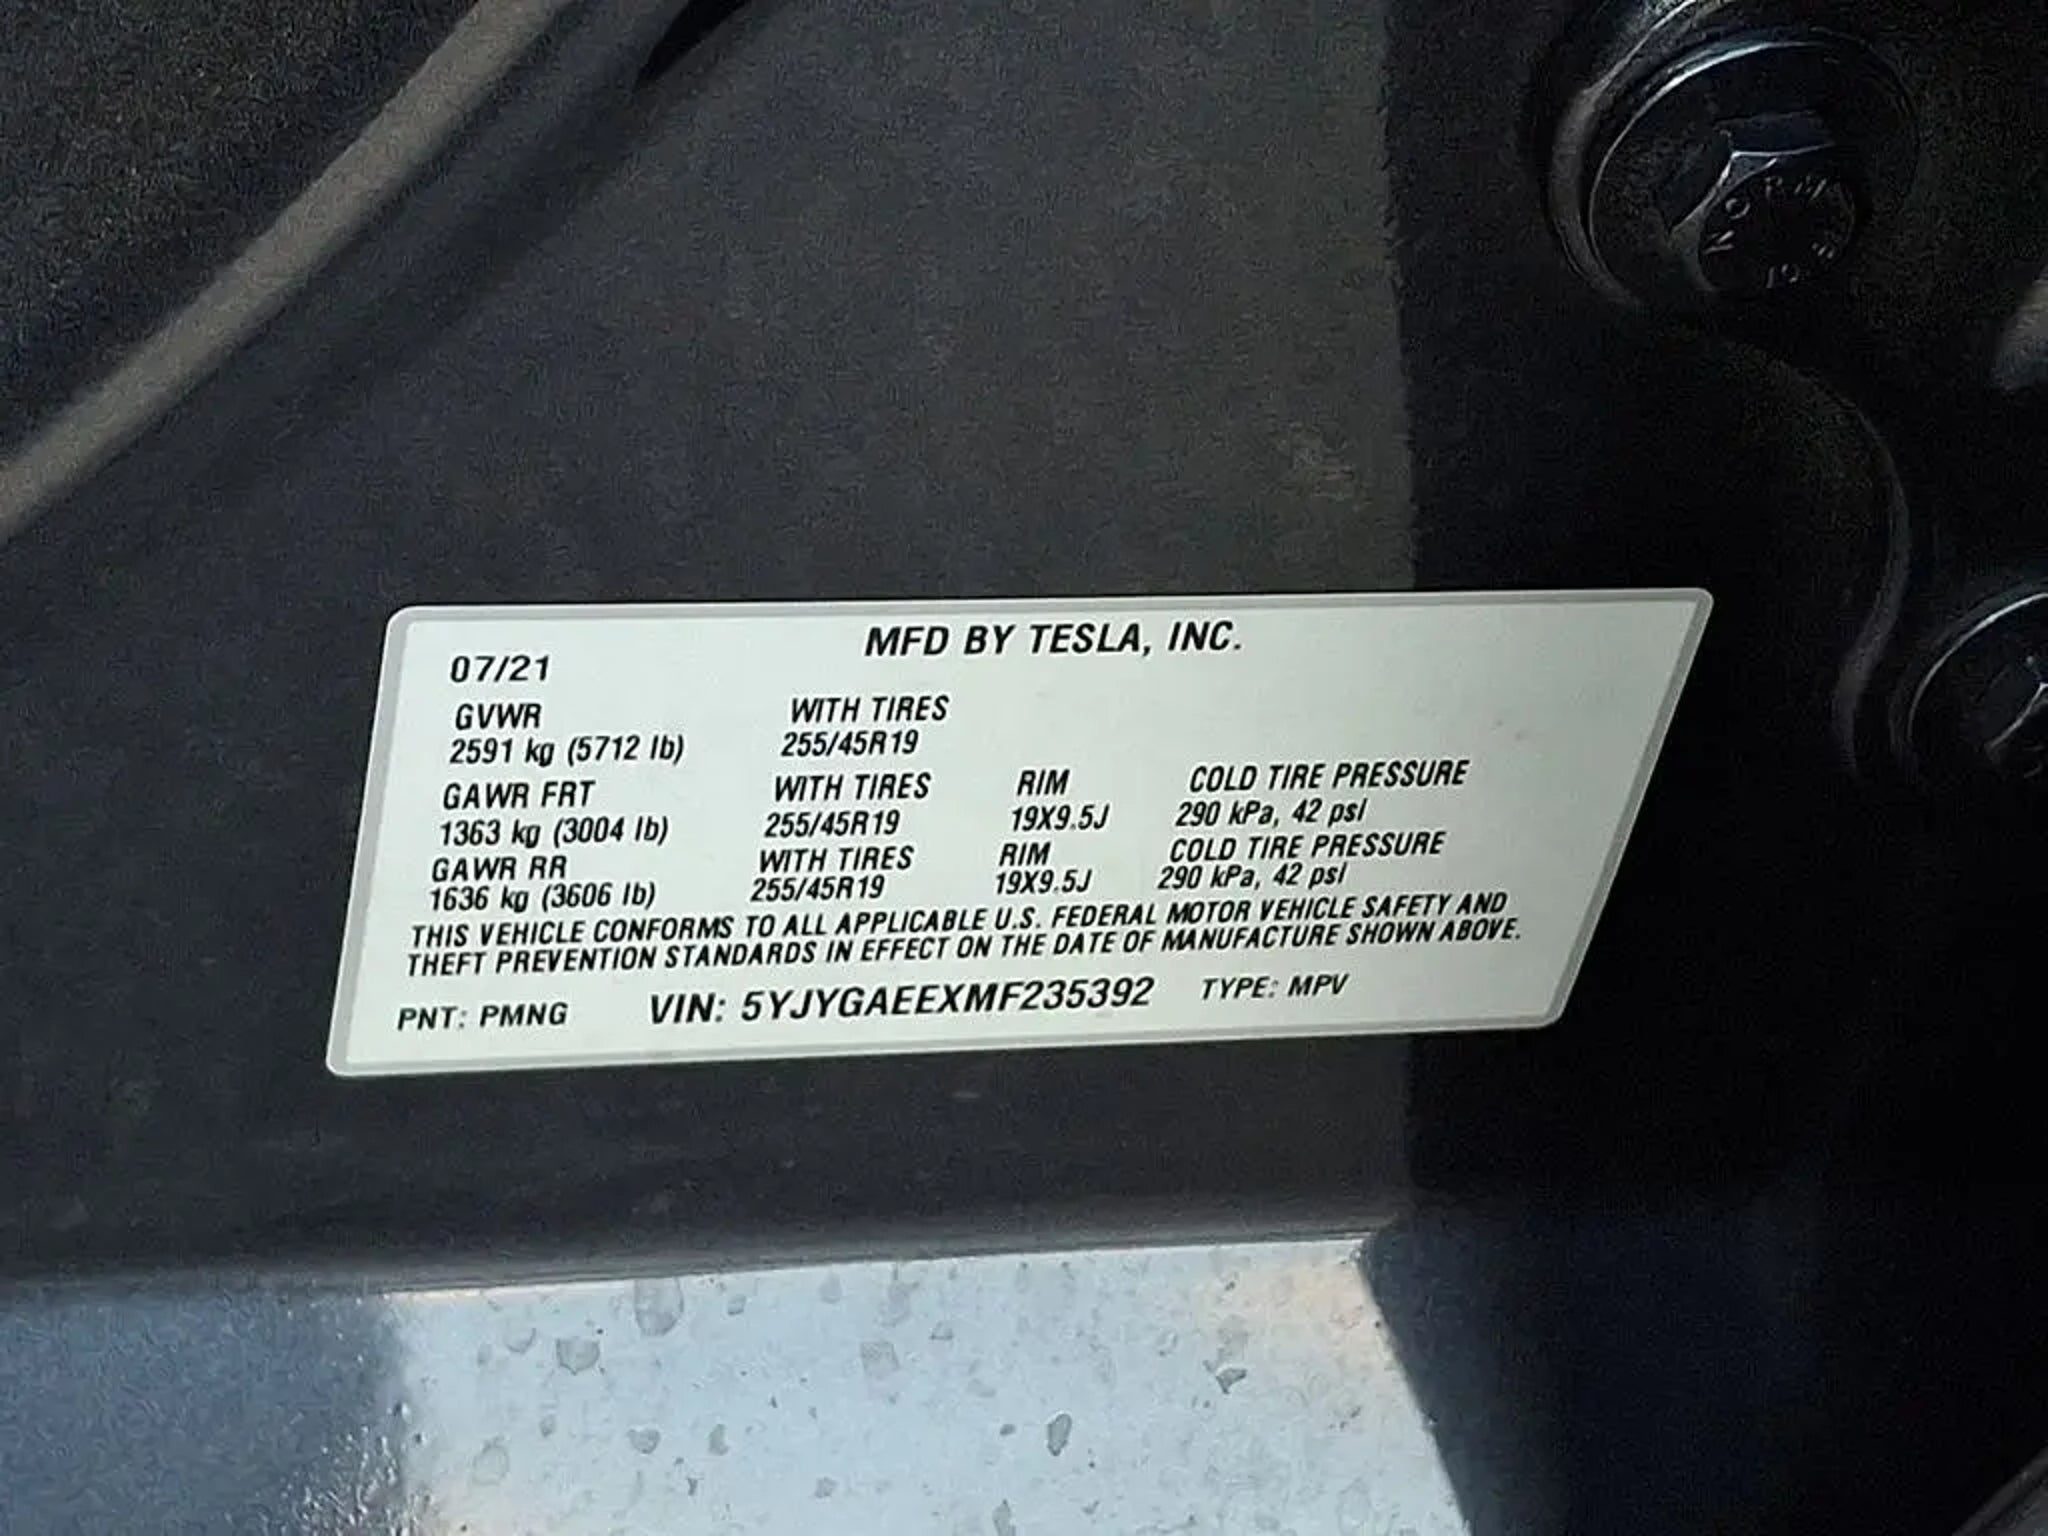 MFD BY TESLA, INC.
07/21
GVWR WITH TIRES
2591 kg (5712 lb) 255/45R19
GAWR FRT WITH TIRES RIM COLD TIRE PRESSURE
1363 kg (3004 lb) 255/45R19 19X9.5J 290 kPa, 42 psi
GAWR RR WITH TIRES RIM COLD TIRE PRESSURE
1636 kg (3606 lb) 255/45R19 19X9.5J 290 kPa, 42 psi
THIS VEHICLE CONFORMS TO ALL APPLICABLE U.S. FEDERAL MOTOR VEHICLE SAFETY AND
THEFT PREVENTION STANDARDS IN EFFECT ON THE DATE OF MANUFACTURE SHOWN ABOVE.
PNT: PMNG VIN: 5YJYGAEEXMF235392 TYPE: MPV